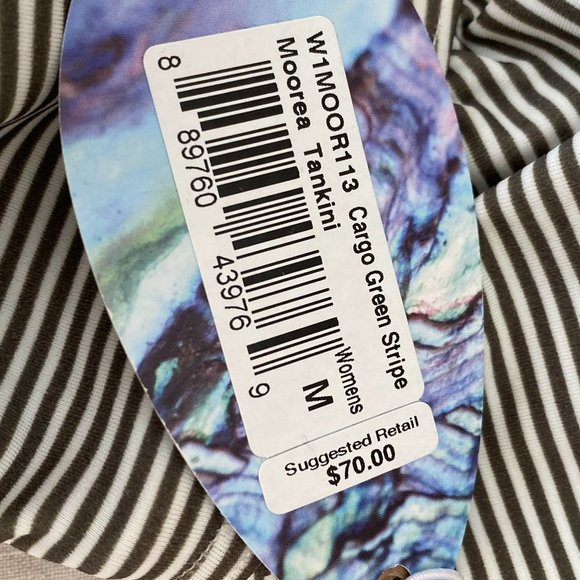 W1MOOR113 Cargo Green Stripe
Moorea Tankini
8 89760 43976 9
Womens
M
Suggested Retail
$70.00